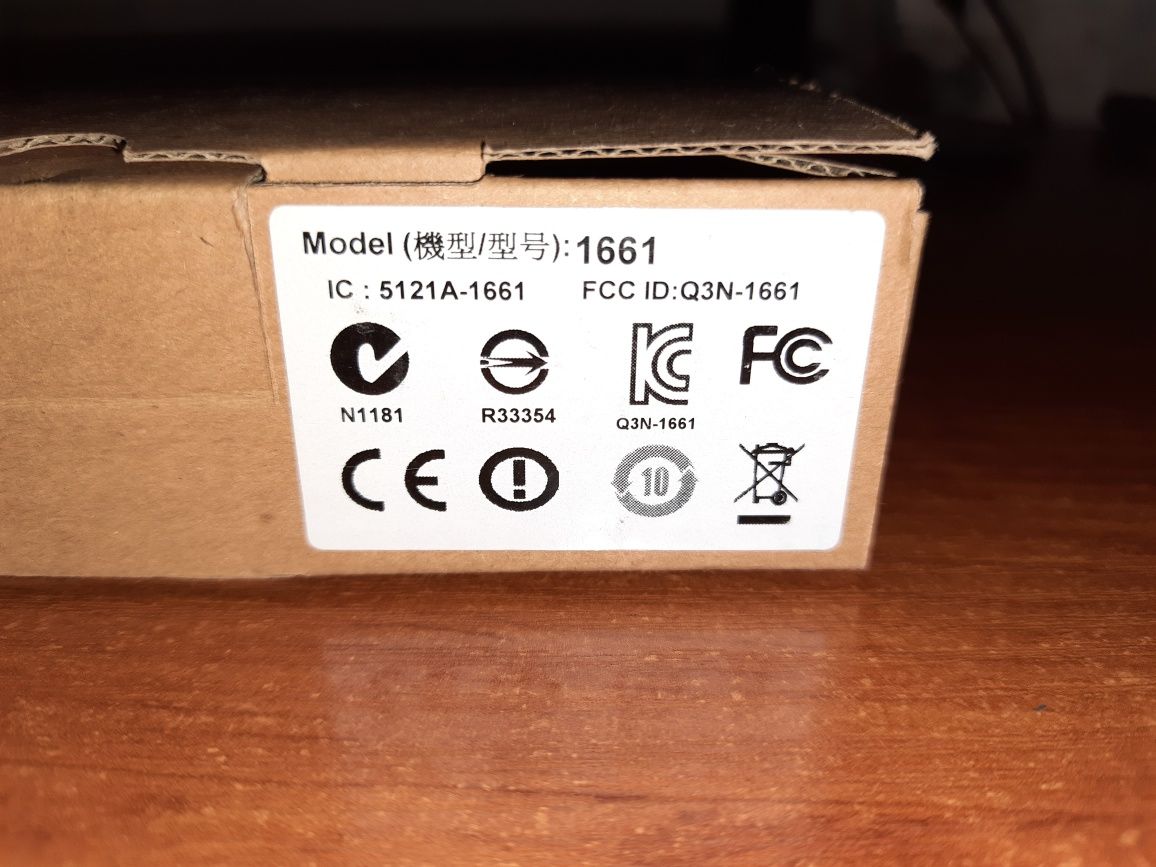 Model (機型/型号): 1661
IC : 5121A-1661 FCC ID:Q3N-1661
N1181 R33354 Q3N-1661
CE
10